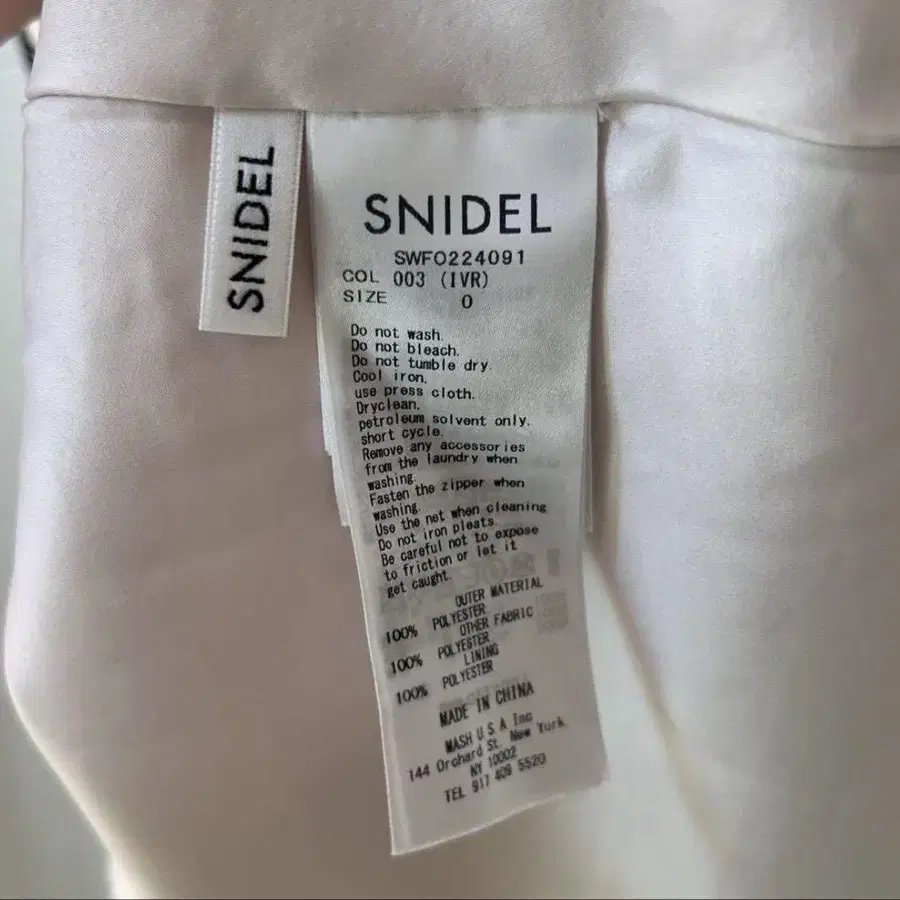 SNIDEL
SNIDEL
SWFO224091
COL 003 (IVR)
SIZE 0
Do not wash.
Do not bleach.
Do not tumble dry.
Cool iron.
use press cloth.
Dryclean.
petroleum solvent only.
short cycle.
Remove any accessories
from the laundry when
washing.
Fasten the zipper when
washing.
Use the net when cleaning
Do not iron pleats.
Be careful not to expose
to friction or let it
get caught.
OUTER MATERIAL
100% POLYESTER
OTHER FABRIC
100% POLYESTER
LINING
100% POLYESTER
MADE IN CHINA
MASH U S A Inc
144 Orchard St. New York
NY 10002
TEL 917 409 5520